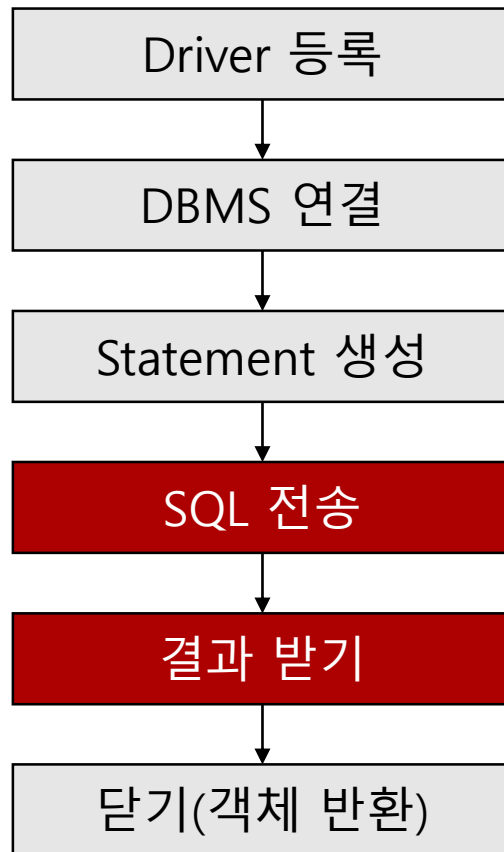 Driver 등록
DBMS 연결
Statement 생성
SQL 전송
결과 받기
닫기(객체 반환)